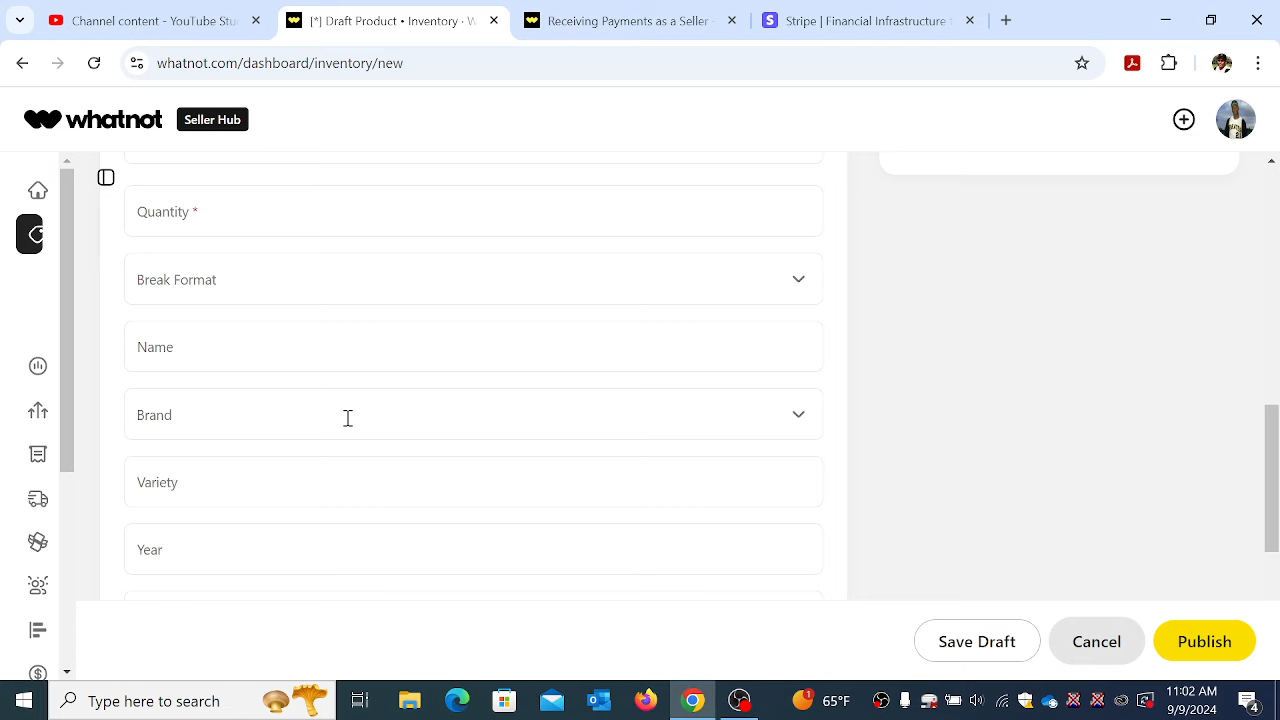 Channel content - YouTube Stu
[*] Draft Product • Inventory • W
Receiving Payments as a Seller -
Stripe | Financial Infrastructure t
whatnot.com/dashboard/inventory/new
whatnot
Seller Hub
Quantity *
Break Format
Name
Brand
Variety
Year
Save Draft
Cancel
Publish
Type here to search
1
65°F
11:02 AM
9/9/2024
4